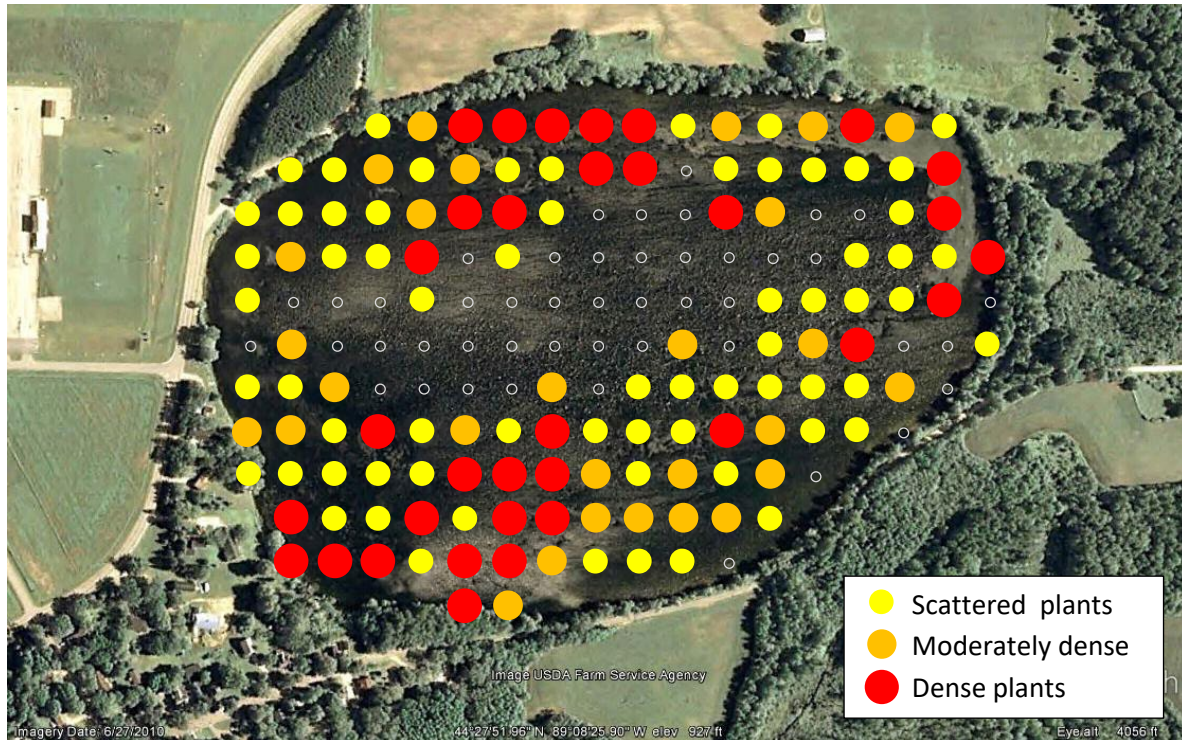 Scattered  plants
Moderately dense
Dense plants
Image USDA Farm Service Agency
Imagery Date: 6/27/2010
44°27'51.96" N, 89°08'25.90" W  elev  927 ft
Eye alt  4056 ft